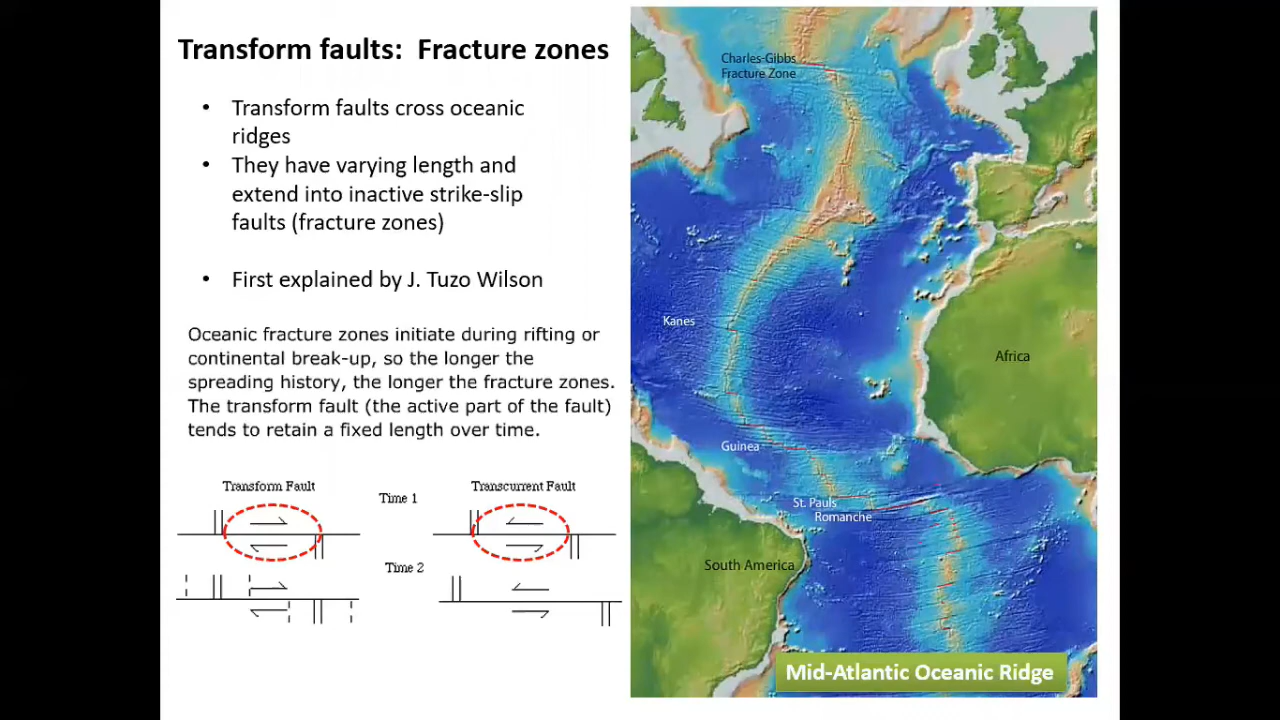 Transform faults:  Fracture zones
• Transform faults cross oceanic
ridges
• They have varying length and
extend into inactive strike-slip
faults (fracture zones)
• First explained by J. Tuzo Wilson
Oceanic fracture zones initiate during rifting or
continental break-up, so the longer the
spreading history, the longer the fracture zones.
The transform fault (the active part of the fault)
tends to retain a fixed length over time.
Transform Fault
Time 1
Transcurrent Fault
Time 2
Charles-Gibbs
Fracture Zone
Kanes
Africa
Guinea
St. Pauls
Romanche
South America
Mid-Atlantic Oceanic Ridge